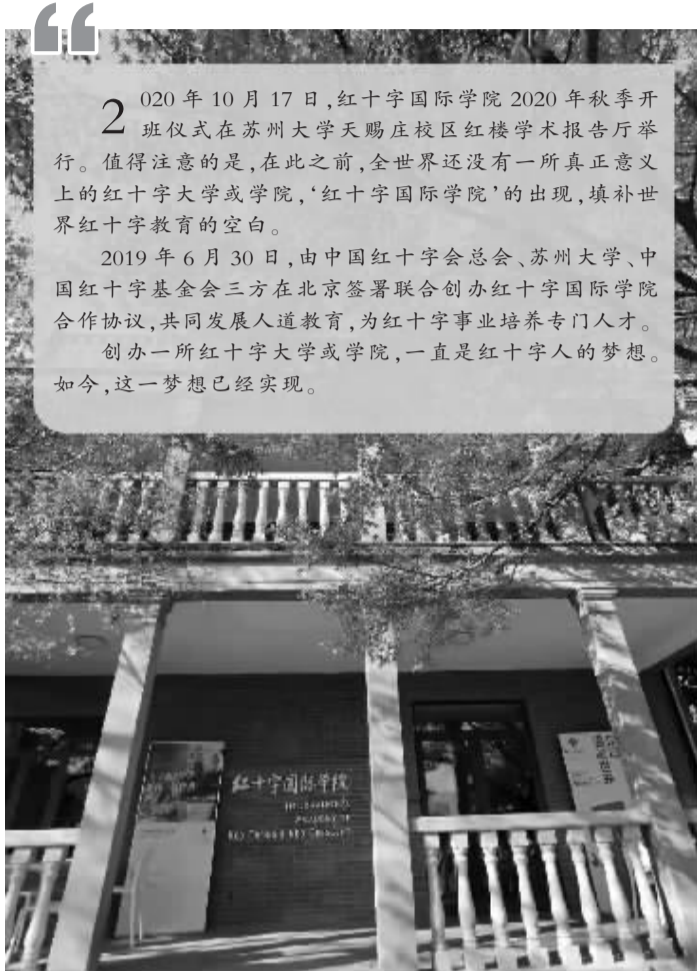 2020 年 10 月 17 日,红十字国际学院 2020 年秋季开
班仪式在苏州大学天赐庄校区红楼学术报告厅举
行。值得注意的是,在此之前,全世界还没有一所真正意义
上的红十字大学或学院,‘红十字国际学院’的出现,填补世
界红十字教育的空白。
2019 年 6 月 30 日,由中国红十字会总会、苏州大学、中
国红十字基金会三方在北京签署联合创办红十字国际学院
合作协议,共同发展人道教育,为红十字事业培养专门人才。
创办一所红十字大学或学院,一直是红十字人的梦想。
如今,这一梦想已经实现。
红十字国际学院